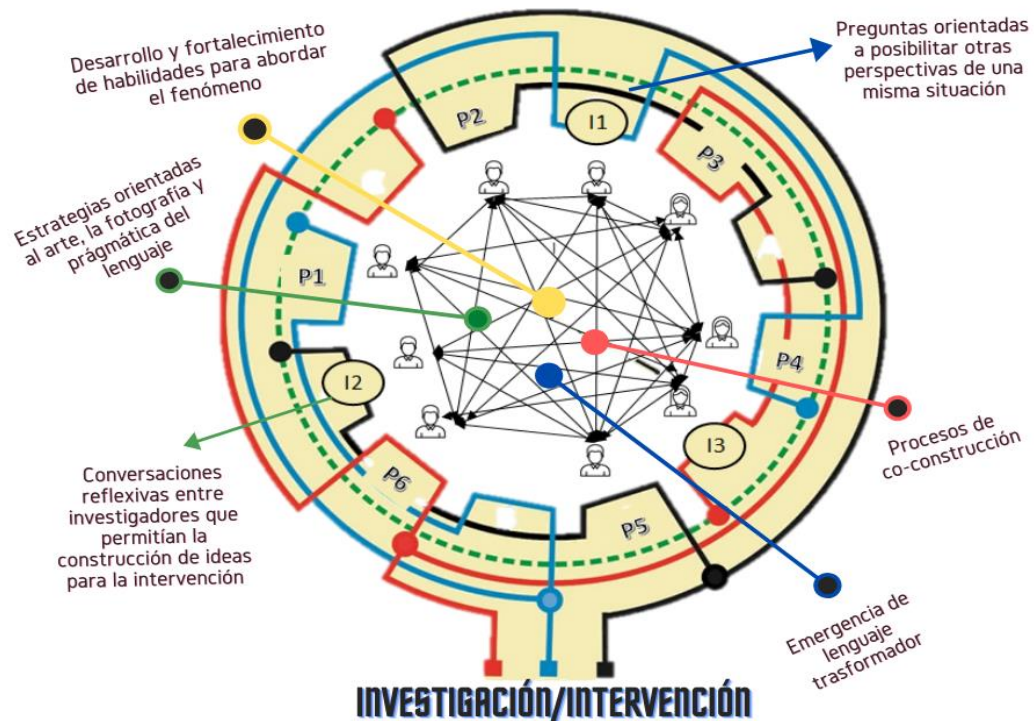 Desarrollo y fortalecimiento
de habilidades para abordar
el fenómeno
Preguntas orientadas
a posibilitar otras
perspectivas de una
misma situación
Estrategias orientadas
al arte, la fotografía y
prágmática del
lenguaje
P2
I1
P3
C
A
P1
P4
I2
I3
P6
B
P5
Procesos de
co-construcción
Conversaciones
reflexivas entre
investigadores que
permitían la
construcción de ideas
para la intervención
Emergencia de
lenguaje
trasformador
INVESTIGACIÓN/INTERVENCIÓN